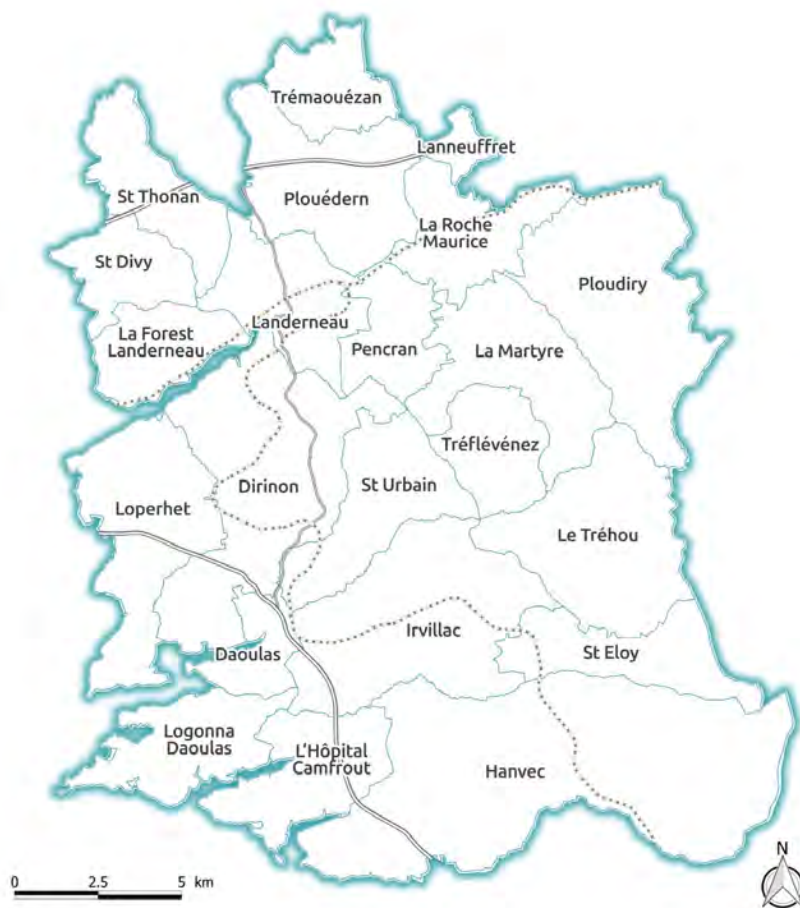 Trémaouézan
Lanneuffret
St Thonan
Plouédern
La Roche
Maurice
St Divy
Ploudiry
La Forest
Landerneau
Landerneau
Pencran
La Martyre
Tréflévénez
Dirinon
St Urbain
Loperhet
Le Tréhou
Irvillac
Daoulas
St Eloy
Logonna
Daoulas
L'Hôpital
Camfrout
Hanvec
N
0 2.5 5 km